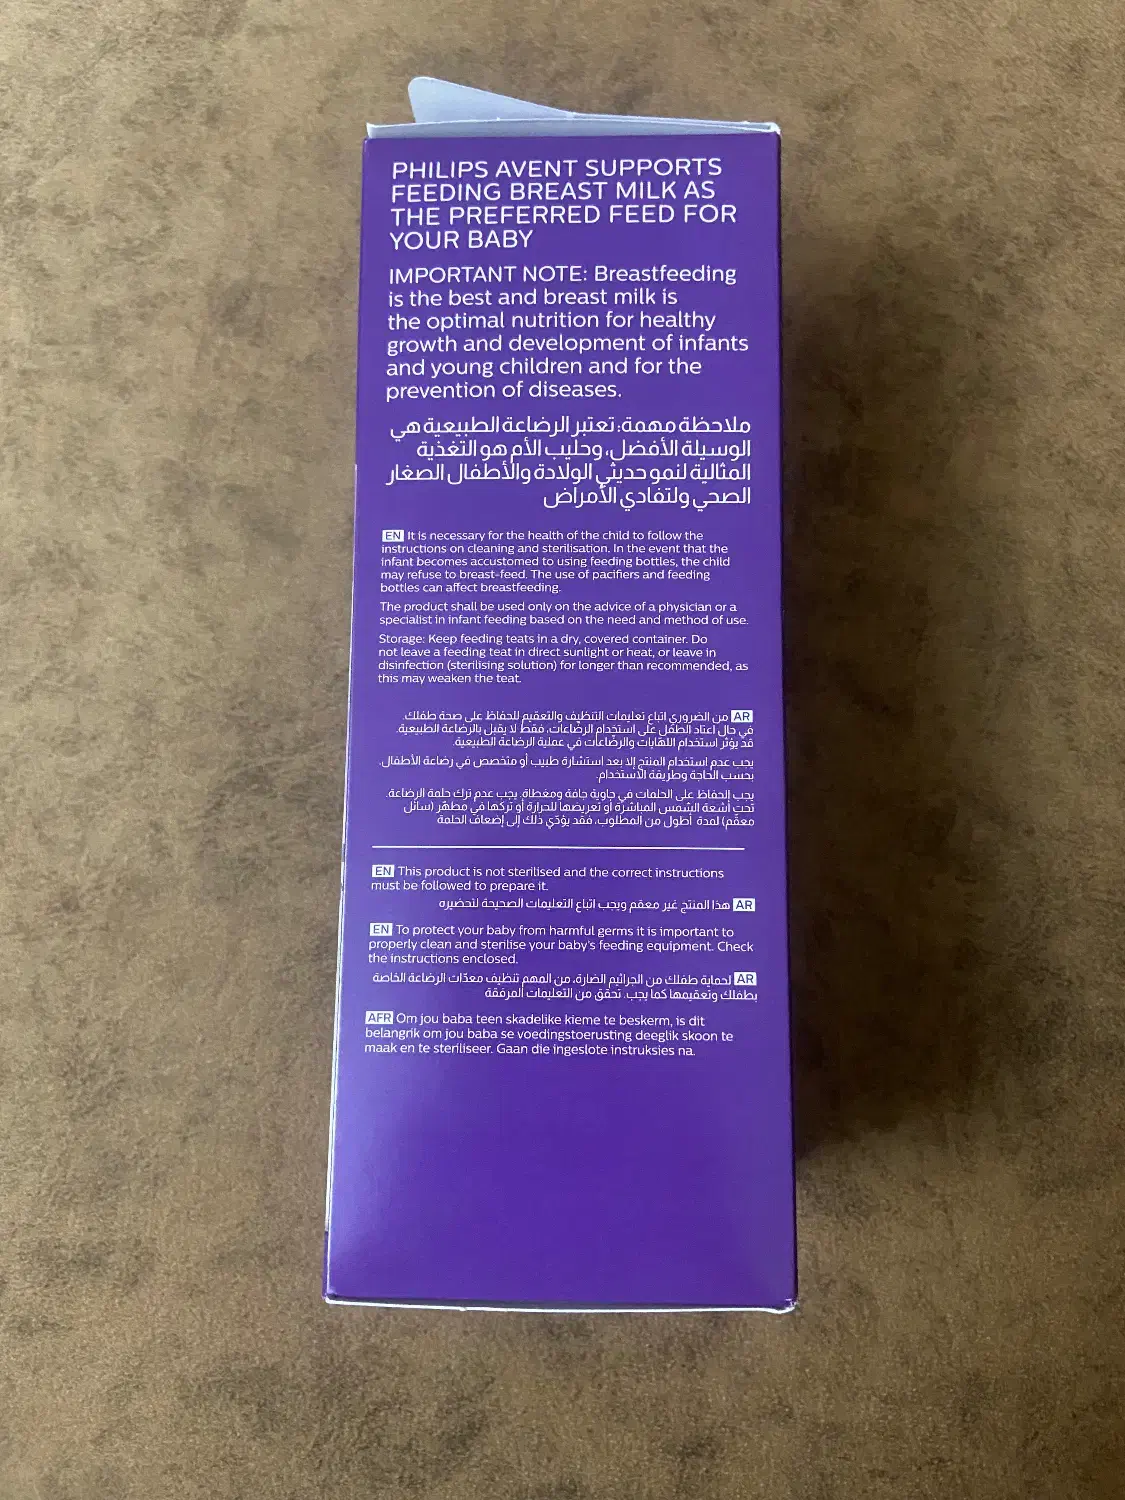 PHILIPS AVENT SUPPORTS
FEEDING BREAST MILK AS
THE PREFERRED FEED FOR
YOUR BABY
IMPORTANT NOTE: Breastfeeding
is the best and breast milk is
the optimal nutrition for healthy
growth and development of infants
and young children and for the
prevention of diseases.
ملاحظة مهمة: تعتبر الرضاعة الطبيعية هي
الوسيلة الأفضل، وحليب الأم هو التغذية
المثالية لنمو حديثي الولادة والأطفال الصغار
الصحي ولتفادي الأمراض
EN It is necessary for the health of the child to follow the
instructions on cleaning and sterilisation. In the event that the
infant becomes accustomed to using feeding bottles, the child
may refuse to breast-feed. The use of pacifiers and feeding
bottles can affect breastfeeding.
The product shall be used only on the advice of a physician or a
specialist in infant feeding based on the need and method of use.
Storage: Keep feeding teats in a dry, covered container. Do
not leave a feeding teat in direct sunlight or heat, or leave in
disinfection (sterilising solution) for longer than recommended, as
this may weaken the teat.
AR من الضروري اتباع تعليمات التنظيف والتعقيم للحفاظ على صحة طفلك.
في حال اعتاد الطفل على استخدام الرضّاعات، فقط لا يقبل بالرضاعة الطبيعية.
قد يؤثر استخدام اللهايات والرضّاعات في عملية الرضاعة الطبيعية.
يجب عدم استخدام المنتج إلا بعد استشارة طبيب أو متخصص في رضاعة الأطفال.
بحسب الحاجة وطريقة الاستخدام.
يجب الحفاظ على الحلمات في حاوية جافة ومغطاة. يجب عدم ترك حلمة الرضاعة.
تحت أشعة الشمس المباشرة أو تعريضها للحرارة أو تركها في مطهّر (سائل
معقّم) لمدة أطول من المطلوب، فقد يؤدّي ذلك إلى إضعاف الحلمة
EN This product is not sterilised and the correct instructions
must be followed to prepare it.
AR هذا المنتج غير معقم ويجب اتباع التعليمات الصحيحة لتحضيره
EN To protect your baby from harmful germs it is important to
properly clean and sterilise your baby's feeding equipment. Check
the instructions enclosed.
AR لحماية طفلك من الجراثيم الضارة، من المهم تنظيف معدّات الرضاعة الخاصة
بطفلك وتعقيمها كما يجب. تحقق من التعليمات المرفقة
AFR Om jou baba teen skadelike kieme te beskerm, is dit
belangrik om jou baba se voedingstoerusting deeglik skoon te
maak en te steriliseer. Gaan die ingeslote instruksies na.